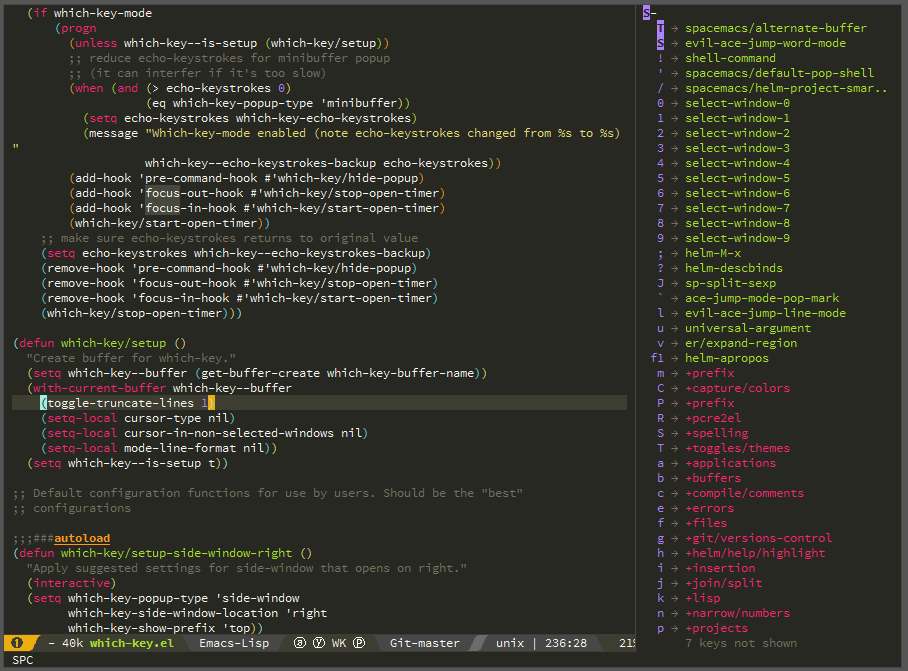 (if which-key-mode
(progn
(unless which-key--is-setup (which-key/setup))
;; reduce echo-keystrokes for minibuffer popup
;; (it can interfer if it's too slow)
(when (and (> echo-keystrokes 0)
(eq which-key-popup-type 'minibuffer))
(setq echo-keystrokes which-key-echo-keystrokes)
(message "Which-key-mode enabled (note echo-keystrokes changed from %s to %s)
"
which-key--echo-keystrokes-backup echo-keystrokes))
(add-hook 'pre-command-hook #'which-key/hide-popup)
(add-hook 'focus-out-hook #'which-key/stop-open-timer)
(add-hook 'focus-in-hook #'which-key/start-open-timer)
(which-key/start-open-timer))
;; make sure echo-keystrokes returns to original value
(setq echo-keystrokes which-key--echo-keystrokes-backup)
(remove-hook 'pre-command-hook #'which-key/hide-popup)
(remove-hook 'focus-out-hook #'which-key/stop-open-timer)
(remove-hook 'focus-in-hook #'which-key/start-open-timer)
(which-key/stop-open-timer)))
(defun which-key/setup ()
"Create buffer for which-key."
(setq which-key--buffer (get-buffer-create which-key-buffer-name))
(with-current-buffer which-key--buffer
(toggle-truncate-lines 1)
(setq-local cursor-type nil)
(setq-local cursor-in-non-selected-windows nil)
(setq-local mode-line-format nil))
(setq which-key--is-setup t))
;; Default configuration functions for use by users. Should be the "best"
;; configurations
;;;###autoload
(defun which-key/setup-side-window-right ()
"Apply suggested settings for side-window that opens on right."
(interactive)
(setq which-key-popup-type 'side-window
which-key-side-window-location 'right
which-key-show-prefix 'top))
① - 40k which-key.el Emacs-Lisp ⓐ ⓨ WK ⓟ Git-master unix | 236:28 21%
SPC
S-
T → spacemacs/alternate-buffer
S → evil-ace-jump-word-mode
! → shell-command
' → spacemacs/default-pop-shell
/ → spacemacs/helm-project-smar..
0 → select-window-0
1 → select-window-1
2 → select-window-2
3 → select-window-3
4 → select-window-4
5 → select-window-5
6 → select-window-6
7 → select-window-7
8 → select-window-8
9 → select-window-9
; → helm-M-x
? → helm-descbinds
J → sp-split-sexp
` → ace-jump-mode-pop-mark
l → evil-ace-jump-line-mode
u → universal-argument
v → er/expand-region
f1 → helm-apropos
m → +prefix
C → +capture/colors
P → +prefix
R → +pcre2el
S → +spelling
T → +toggles/themes
a → +applications
b → +buffers
c → +compile/comments
e → +errors
f → +files
g → +git/versions-control
h → +helm/help/highlight
i → +insertion
j → +join/split
k → +lisp
n → +narrow/numbers
p → +projects
7 keys not shown